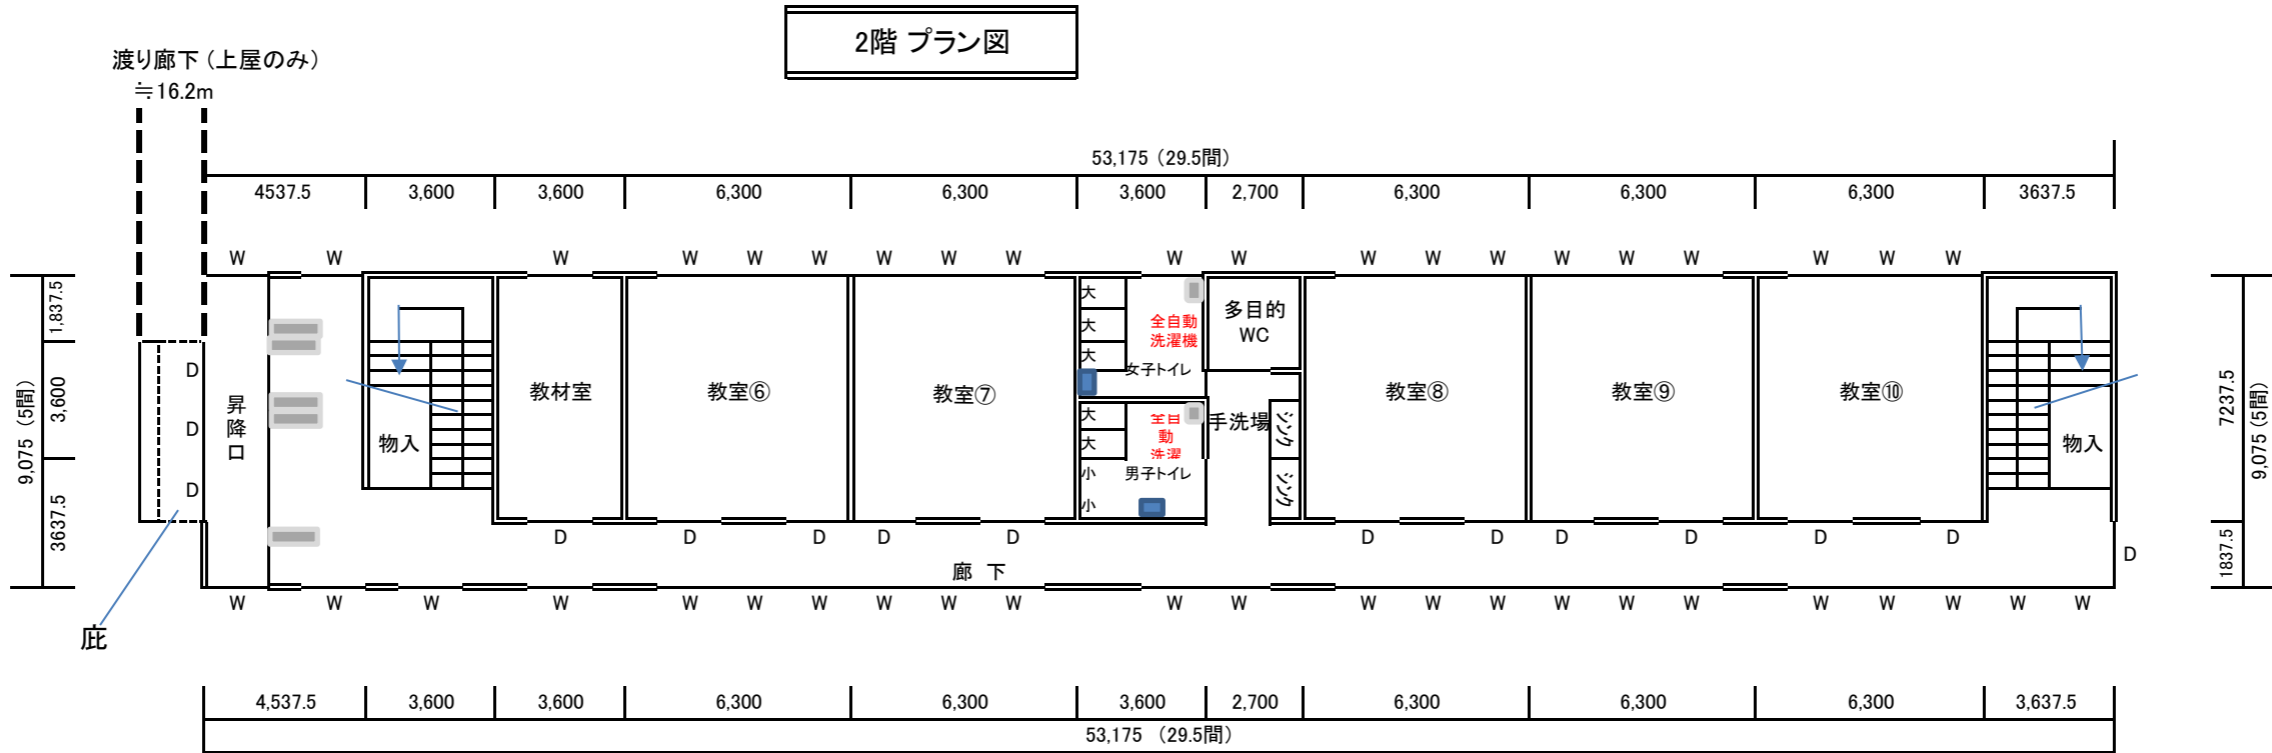 2階 プラン図
渡り廊下 (上屋のみ)
≒16.2m
53,175 (29.5間)
4537.5 3,600 3,600 6,300 6,300 3,600 2,700 6,300 6,300 6,300 3637.5
W W W W W W W W W W W W W W W W W W W W
9,075 (5間)
1,837.5
3,600
3637.5
D
D
D
昇降口
物入
教材室
教室⑥
教室⑦
大
大
大
全自動
洗濯機
女子トイレ
大
大
小
小
全自
動
洗濯
男子トイレ
多目的
WC
手洗場
シンク
シンク
教室⑧
教室⑨
教室⑩
物入
7237.5
1837.5
9,075 (5間)
D D D D D D D D D D D
D
廊 下
W W W W W W W W W W W W W W W W W W W W W W W
庇
4,537.5 3,600 3,600 6,300 6,300 3,600 2,700 6,300 6,300 6,300 3,637.5
53,175 (29.5間)